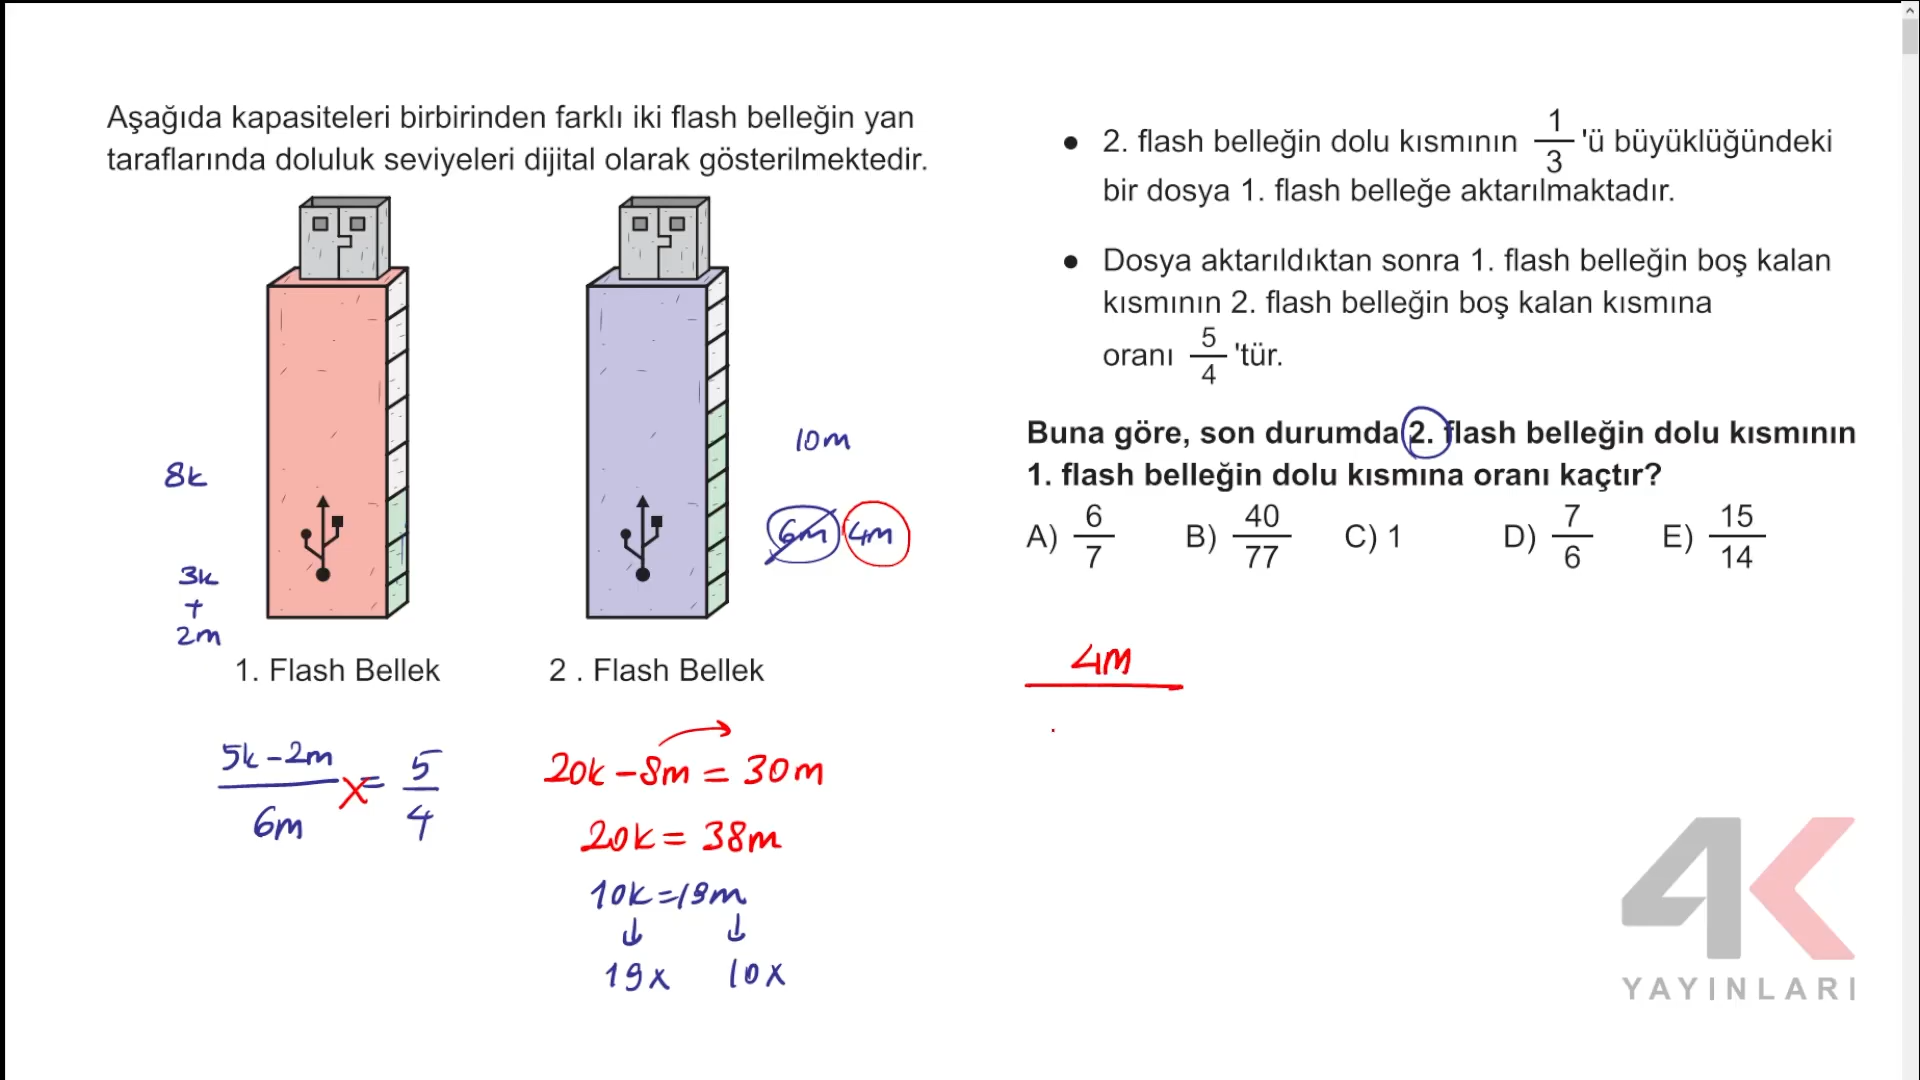 Aşağıda kapasiteleri birbirinden farklı iki flash belleğin yan
taraflarında doluluk seviyeleri dijital olarak gösterilmektedir.
8k
3k
+
2m
10m
6m 4m
1. Flash Bellek
2 . Flash Bellek
5k - 2m / 6m = 5/4
x
20k - 8m = 30m
20k = 38m
10k = 19m
↓ ↓
19x 10x
• 2. flash belleğin dolu kısmının 1/3 'ü büyüklüğündeki
bir dosya 1. flash belleğe aktarılmaktadır.
• Dosya aktarıldıktan sonra 1. flash belleğin boş kalan
kısmının 2. flash belleğin boş kalan kısmına
oranı 5/4 'tür.
Buna göre, son durumda 2. flash belleğin dolu kısmının
1. flash belleğin dolu kısmına oranı kaçtır?
A) 6/7 B) 40/77 C) 1 D) 7/6 E) 15/14
4m
4K
YAYINLARI